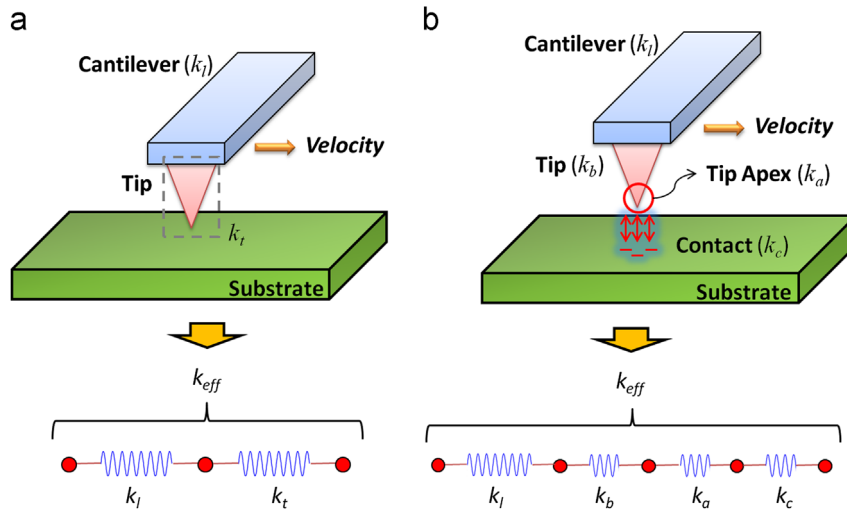 a
Cantilever (k_l)
Velocity
Tip
k_t
Substrate
k_eff
k_l
k_t
b
Cantilever (k_l)
Velocity
Tip (k_b)
Tip Apex (k_a)
Contact (k_c)
Substrate
k_eff
k_l
k_b
k_a
k_c